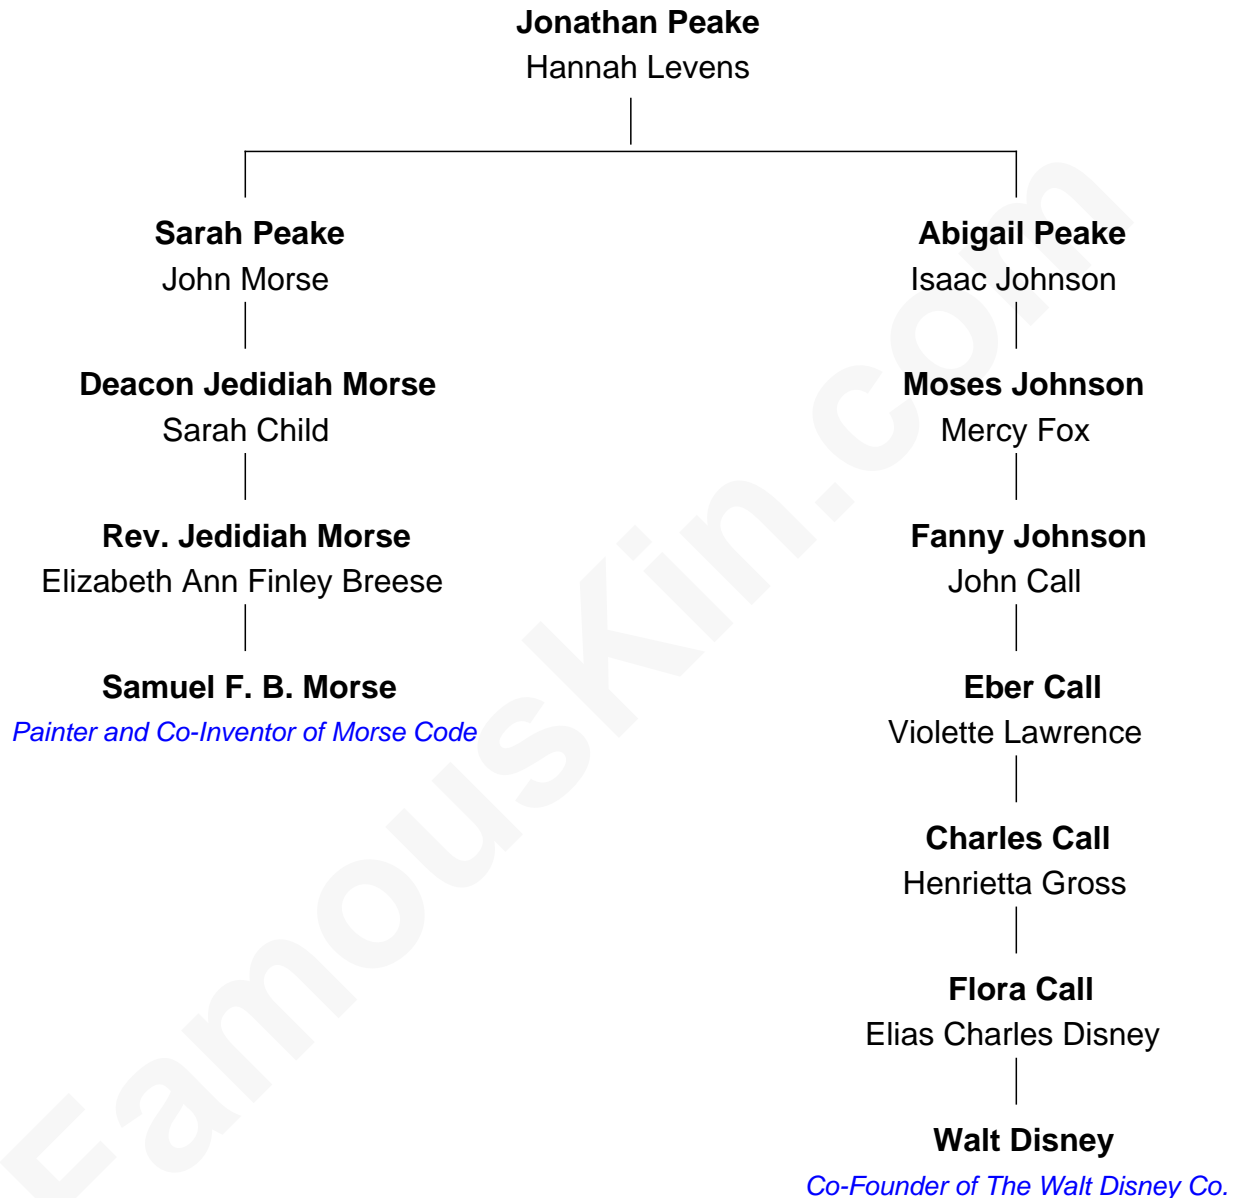 Jonathan Peake
Hannah Levens
Sarah Peake
John Morse
Deacon Jedidiah Morse
Sarah Child
Rev. Jedidiah Morse
Elizabeth Ann Finley Breese
Samuel F. B. Morse
Painter and Co-Inventor of Morse Code
Abigail Peake
Isaac Johnson
Moses Johnson
Mercy Fox
Fanny Johnson
John Call
Eber Call
Violette Lawrence
Charles Call
Henrietta Gross
Flora Call
Elias Charles Disney
Walt Disney
Co-Founder of The Walt Disney Co.
FamousKin.com